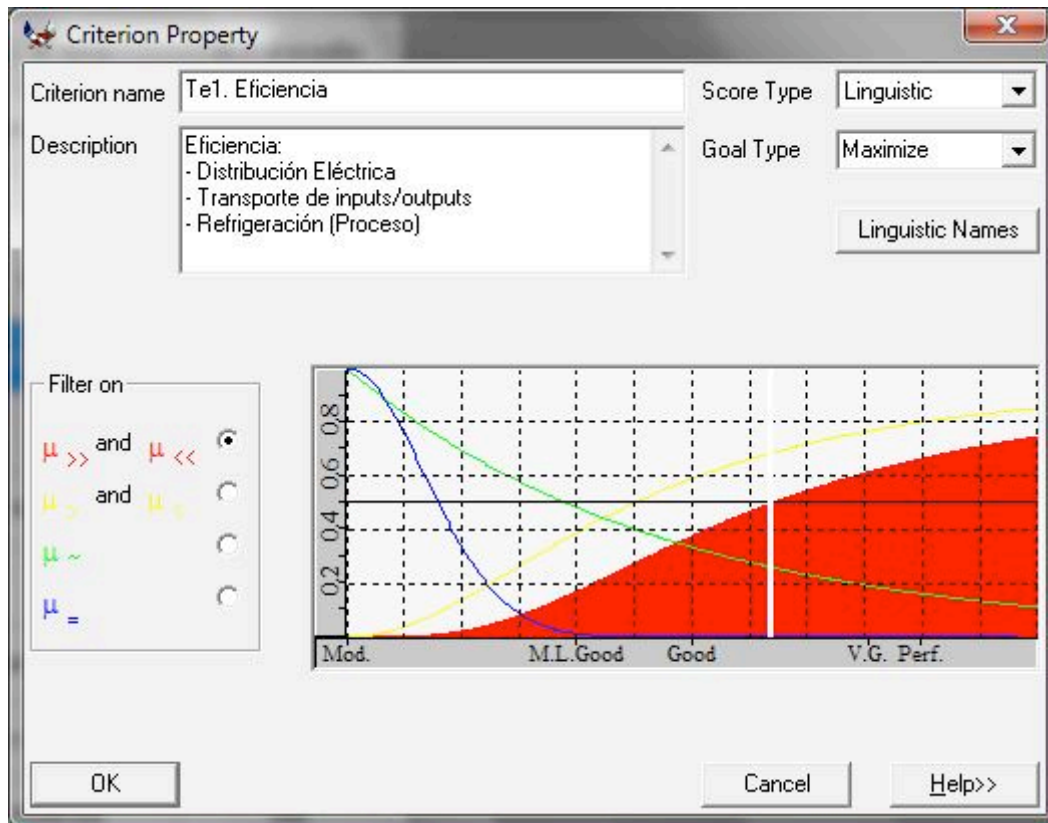 Criterion Property
Criterion name Te1. Eficiencia Score Type Linguistic
Description Eficiencia: Goal Type Maximize
- Distribución Eléctrica
- Transporte de inputs/outputs
- Refrigeración (Proceso)
Linguistic Names
Filter on
μ >> and μ <<
μ > and μ <
μ ~
μ =
0.8
0.6
0.4
0.2
Mod. M.L.Good Good V.G. Perf.
OK Cancel Help>>